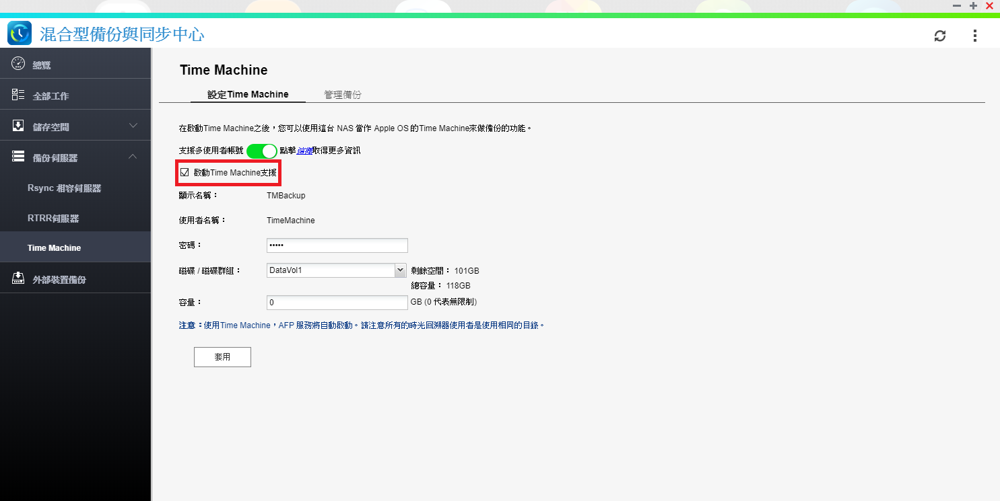 混合型備份與同步中心
總覽
全部工作
儲存空間
備份伺服器
Rsync 相容伺服器
RTRR伺服器
Time Machine
外部裝置備份
Time Machine
設定Time Machine 管理備份
在啟動Time Machine之後，您可以使用這台 NAS 當作 Apple OS 的Time Machine來做備份的功能。
支援多使用者帳號 點擊這裡取得更多資訊
啟動Time Machine支援
顯示名稱： TMBackup
使用者名稱： TimeMachine
密碼： •••••
磁碟 / 磁碟群組： DataVol1 剩餘空間： 101GB
總容量： 118GB
容量： 0 GB (0 代表無限制)
注意：使用Time Machine，AFP 服務將自動啟動。請注意所有的時光回溯器使用者是使用相同的目錄。
套用